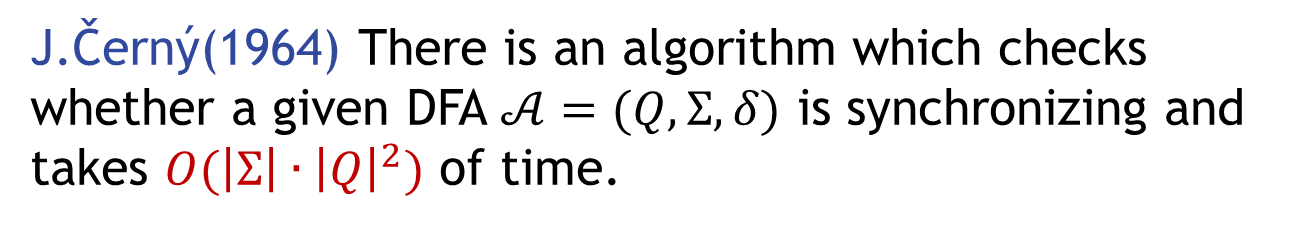 J.Černý(1964) There is an algorithm which checks
whether a given DFA 𝒜 = (𝑄, Σ, 𝛿) is synchronizing and
takes 𝑂(|Σ| ∙ |𝑄|²) of time.